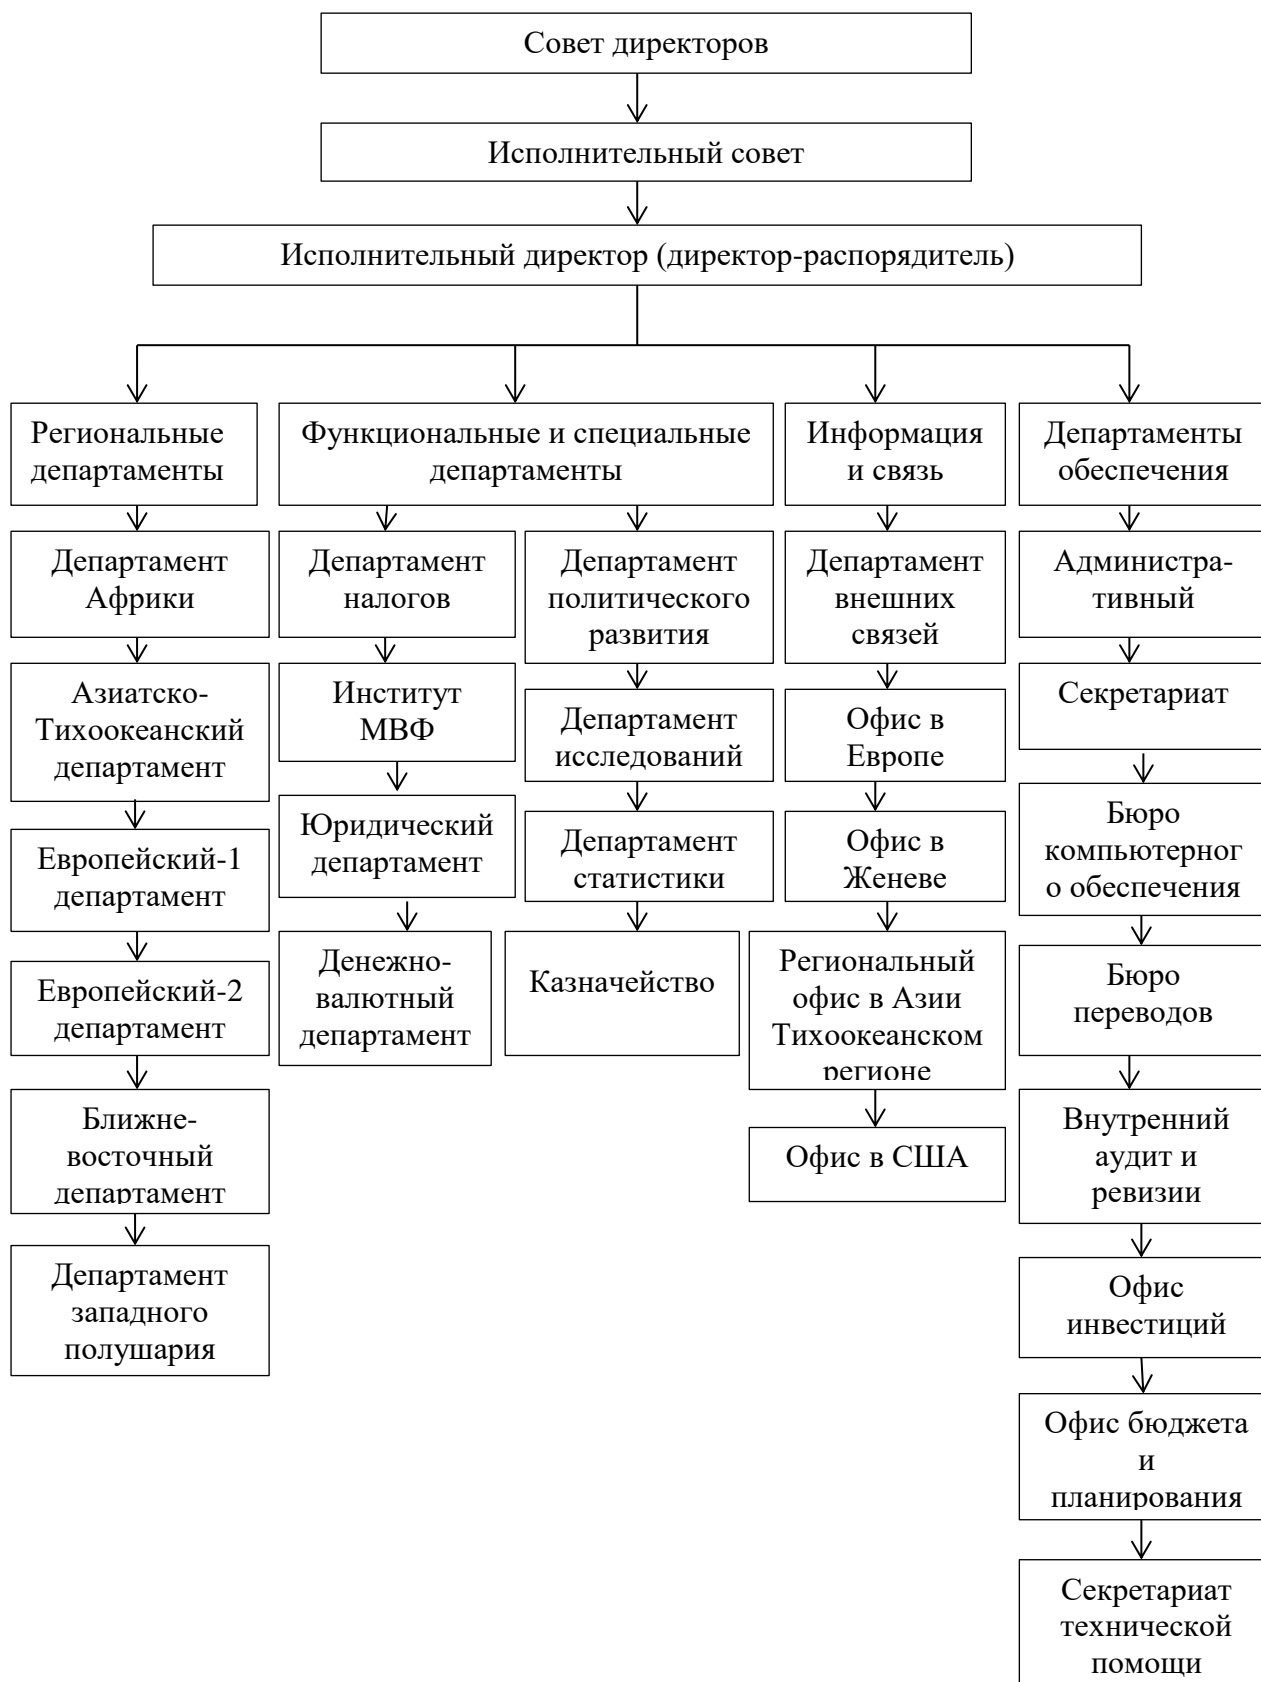 Совет директоров
Исполнительный совет
Исполнительный директор (директор-распорядитель)
Региональные
департаменты
Функциональные и специальные
департаменты
Информация
и связь
Департаменты
обеспечения
Департамент
Африки
Азиатско-
Тихоокеанский
департамент
Европейский-1
департамент
Европейский-2
департамент
Ближне-
восточный
департамент
Департамент
западного
полушария
Департамент
налогов
Институт
МВФ
Юридический
департамент
Денежно-
валютный
департамент
Департамент
политического
развития
Департамент
исследований
Департамент
статистики
Казначейство
Департамент
внешних
связей
Офис в
Европе
Офис в
Женеве
Региональный
офис в Азии
Тихоокеанском
регионе
Офис в США
Администра-
тивный
Секретариат
Бюро
компьютерног
о обеспечения
Бюро
переводов
Внутренний
аудит и
ревизии
Офис
инвестиций
Офис бюджета
и
планирования
Секретариат
технической
помощи